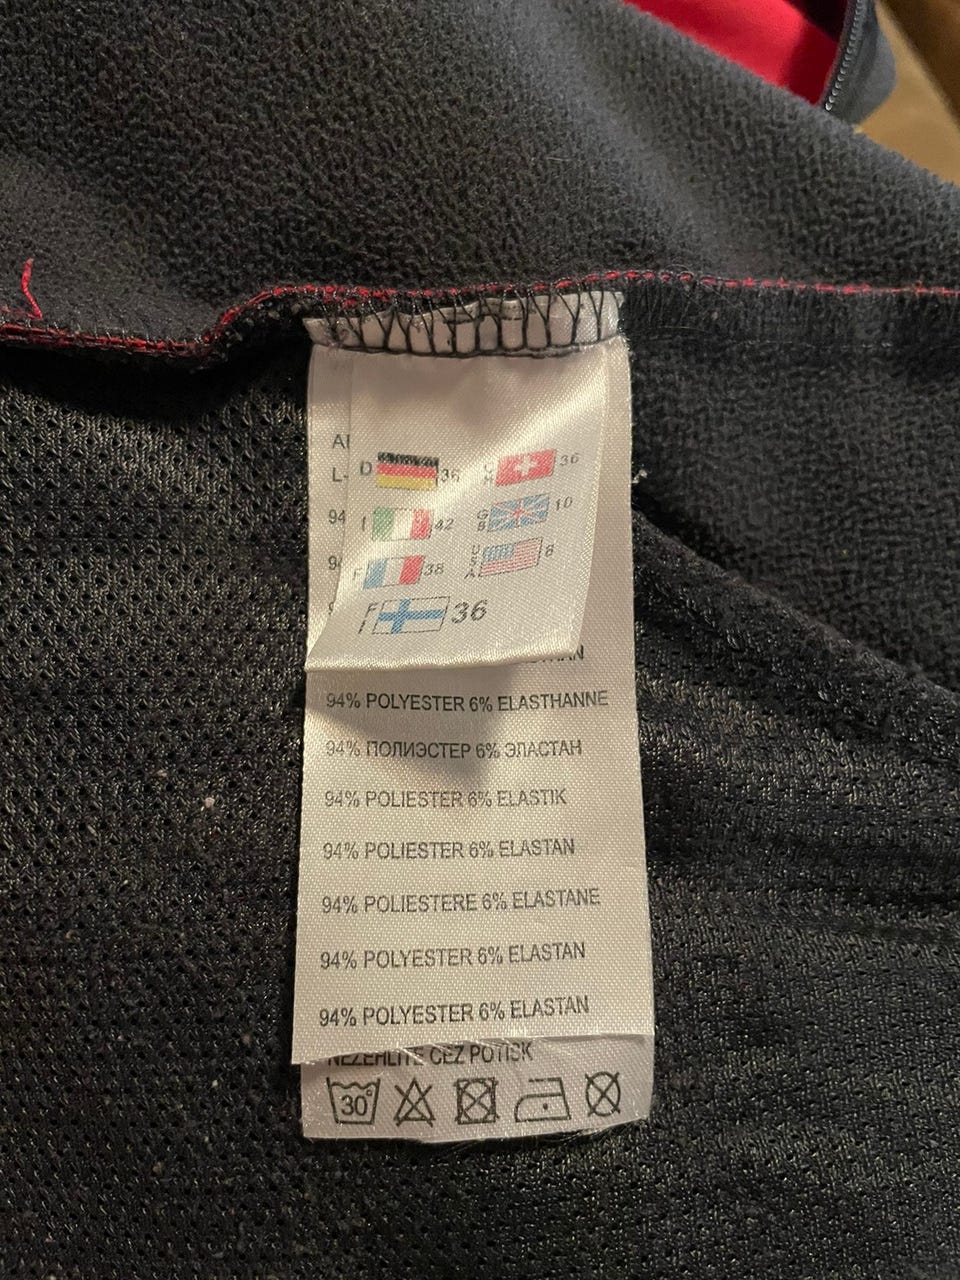 D 36 CH 36
I 42 GB 10
F 38 USA 8
FI 36
94
94% POLYESTER 6% ELASTHANNE
94% ПОЛИЭСТЕР 6% ЭЛАСТАН
94% POLIESTER 6% ELASTIK
94% POLIESTER 6% ELASTAN
94% POLIESTERE 6% ELASTANE
94% POLYESTER 6% ELASTAN
94% POLYESTER 6% ELASTAN
NEŽEHLITE ČEZ POTISK
30°